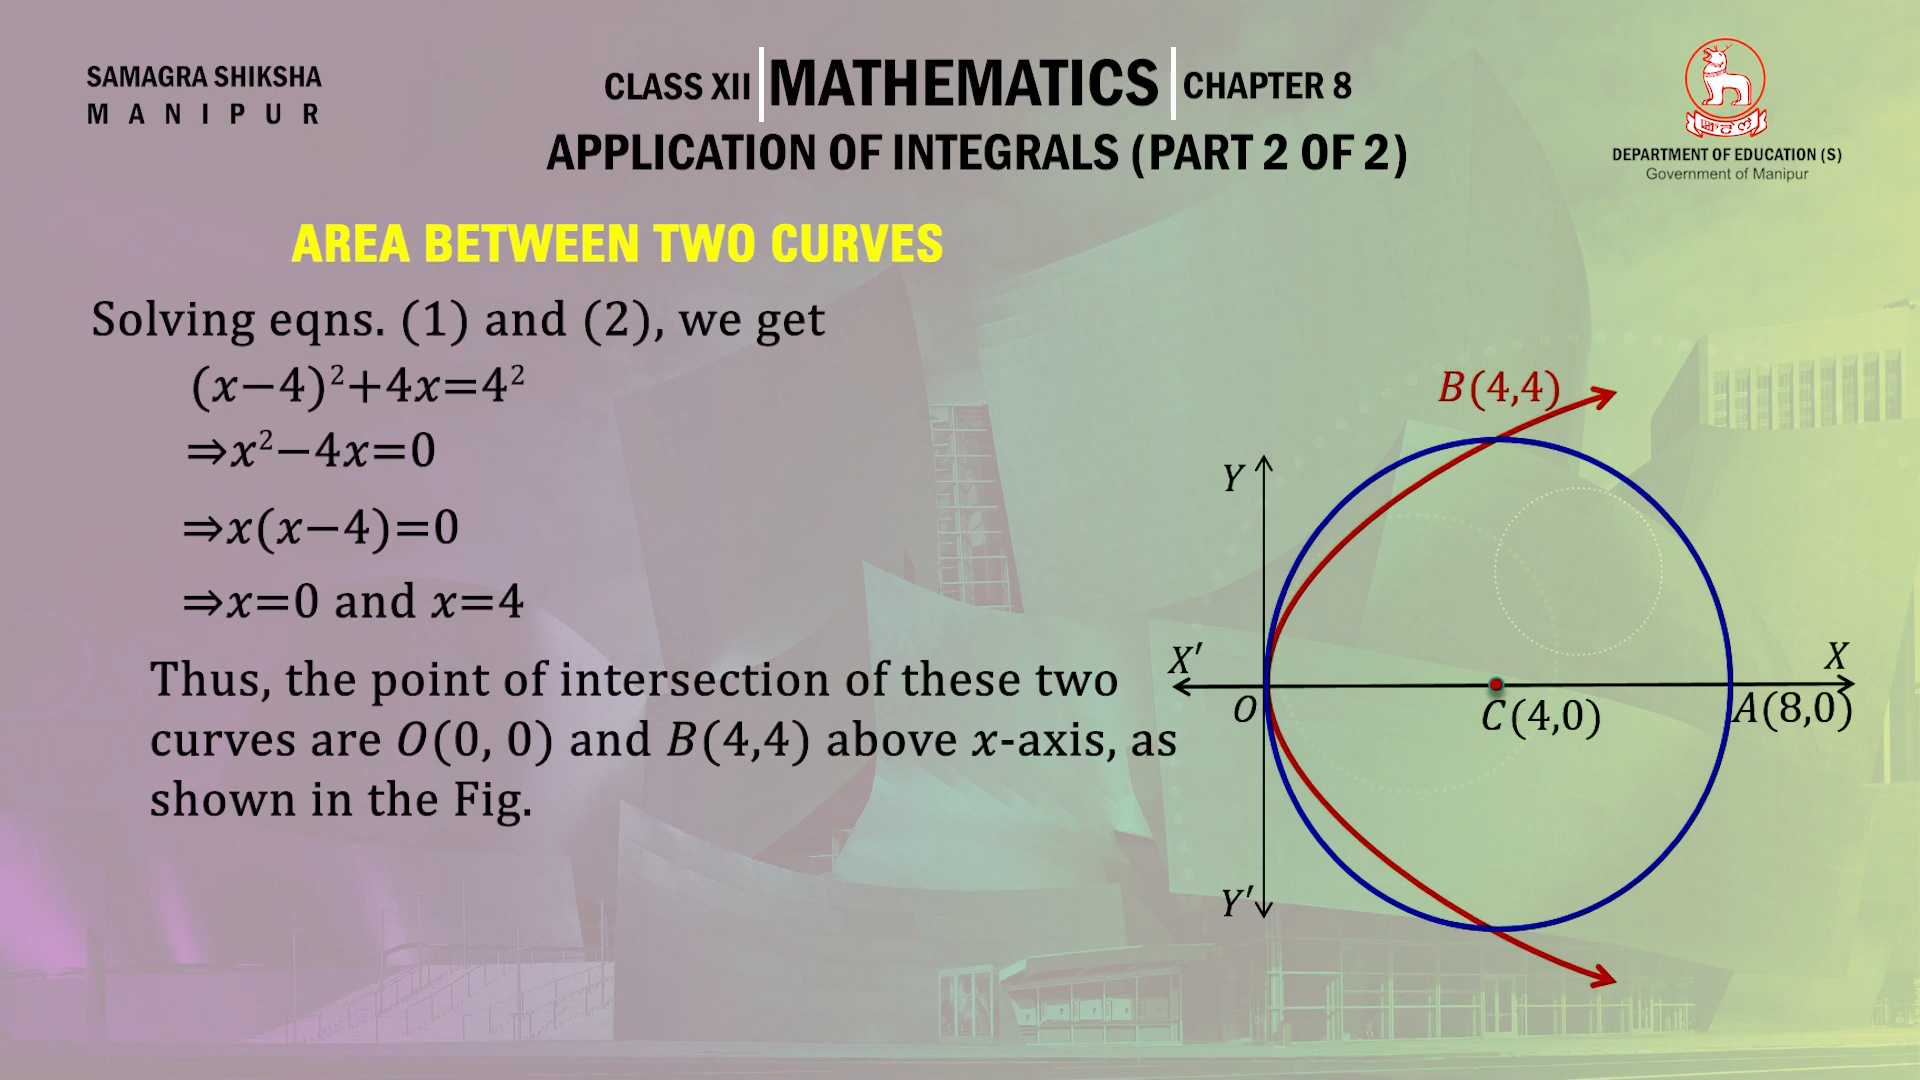 SAMAGRA SHIKSHA
MANIPUR
CLASS XII MATHEMATICS CHAPTER 8
APPLICATION OF INTEGRALS (PART 2 OF 2)
DEPARTMENT OF EDUCATION (S)
Government of Manipur
AREA BETWEEN TWO CURVES
Solving eqns. (1) and (2), we get
(x−4)²+4x=4²
⇒x²−4x=0
⇒x(x−4)=0
⇒x=0 and x=4
Thus, the point of intersection of these two
curves are O(0, 0) and B(4,4) above x-axis, as
shown in the Fig.
B(4,4)
Y
X′
X
O
C(4,0)
A(8,0)
Y′